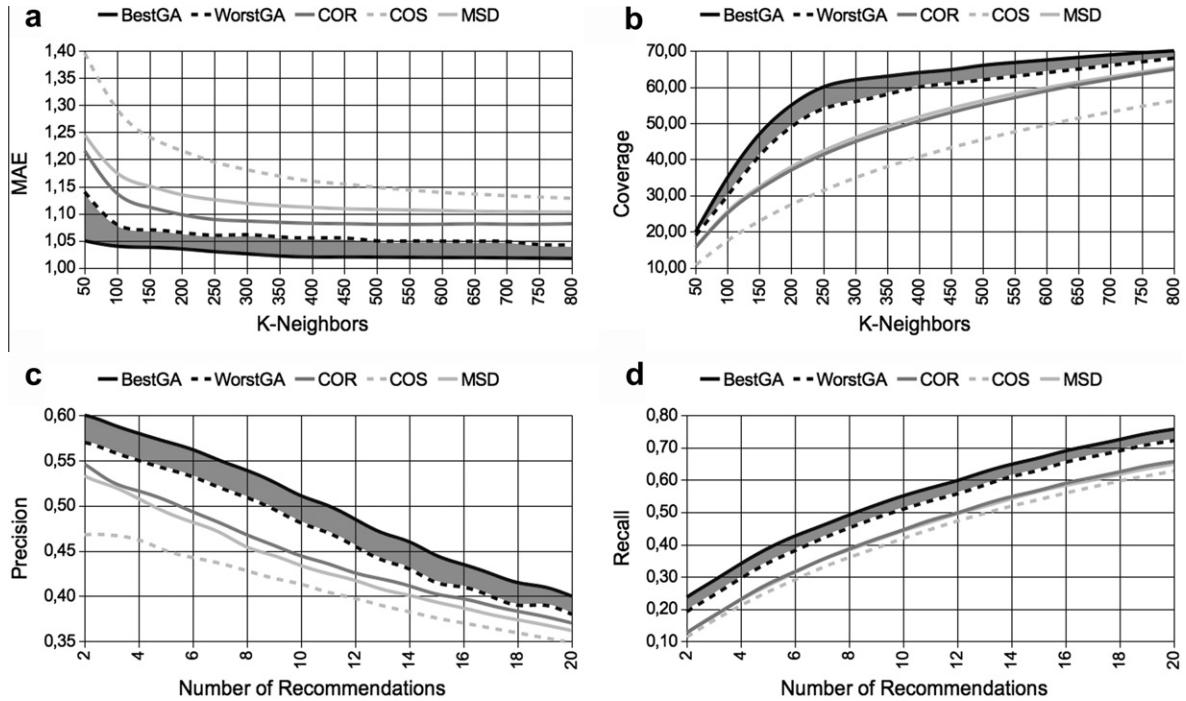 a
BestGA WorstGA COR COS MSD
MAE
1,40
1,35
1,30
1,25
1,20
1,15
1,10
1,05
1,00
50 100 150 200 250 300 350 400 450 500 550 600 650 700 750 800
K-Neighbors
b
BestGA WorstGA COR COS MSD
Coverage
70,00
60,00
50,00
40,00
30,00
20,00
10,00
50 100 150 200 250 300 350 400 450 500 550 600 650 700 750 800
K-Neighbors
c
BestGA WorstGA COR COS MSD
Precision
0,60
0,55
0,50
0,45
0,40
0,35
2 4 6 8 10 12 14 16 18 20
Number of Recommendations
d
BestGA WorstGA COR COS MSD
Recall
0,80
0,70
0,60
0,50
0,40
0,30
0,20
0,10
2 4 6 8 10 12 14 16 18 20
Number of Recommendations